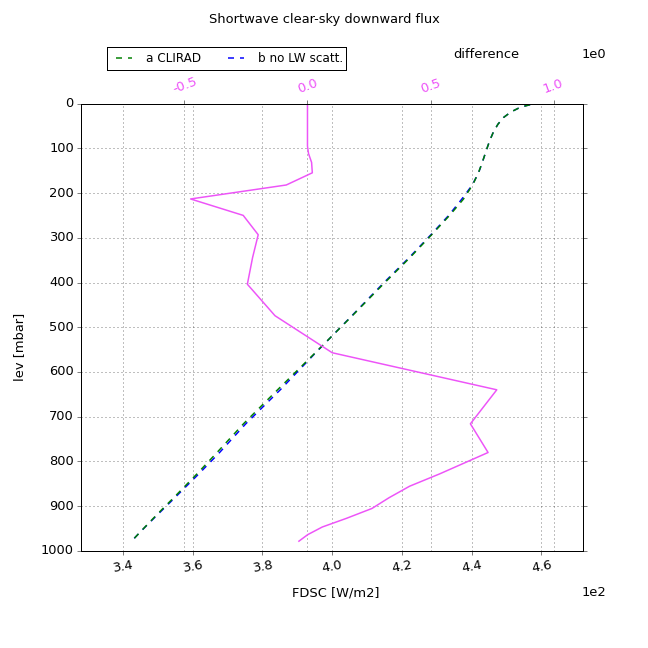 Shortwave clear-sky downward flux
a CLIRAD b no LW scatt. difference 1e0
-0.5 0.0 0.5 1.0
0
100
200
300
400
500
600
700
800
900
1000
lev [mbar]
3.4 3.6 3.8 4.0 4.2 4.4 4.6
FDSC [W/m2] 1e2